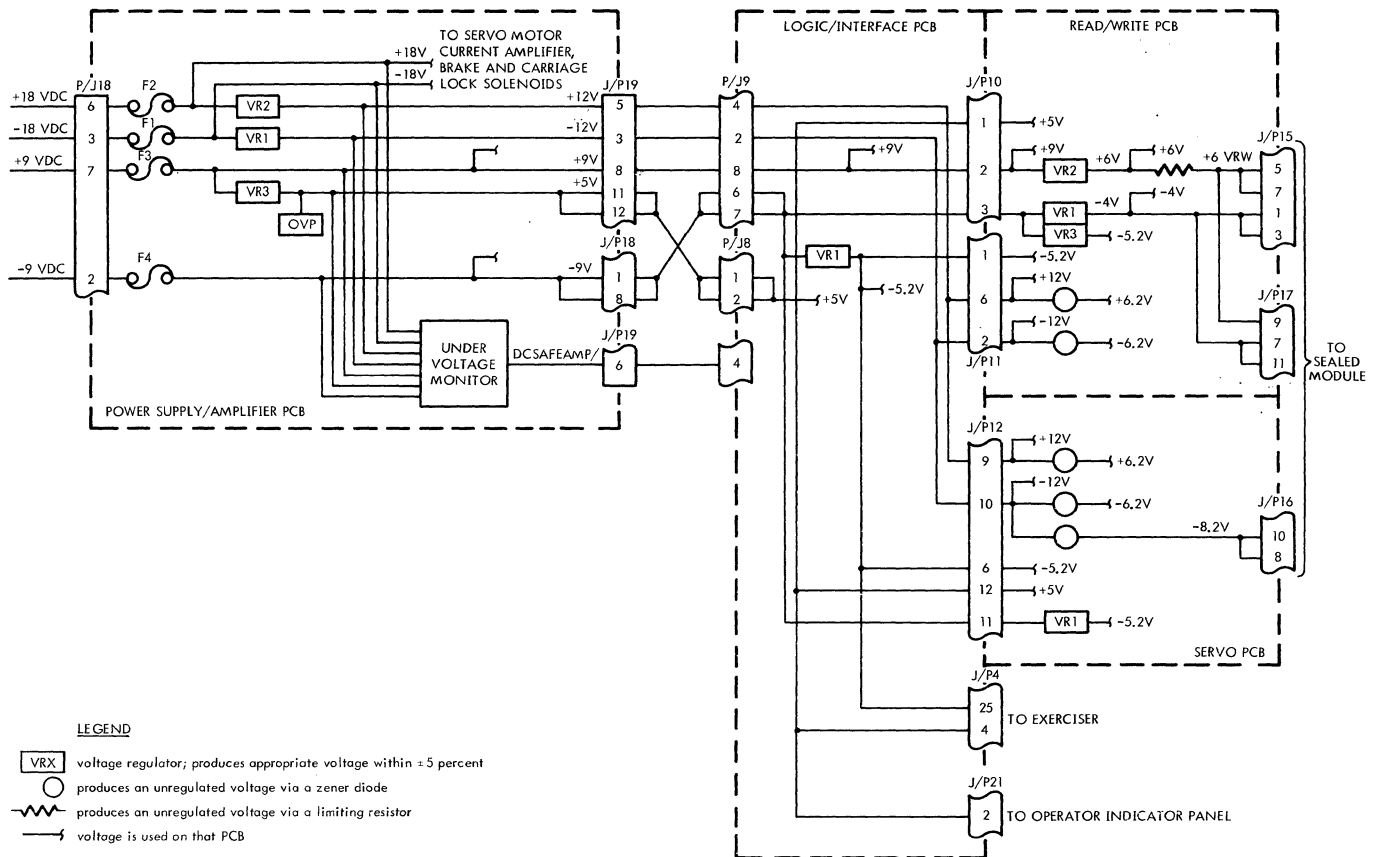 LOGIC/INTERFACE PCB
READ/WRITE PCB
TO SERVO MOTOR
CURRENT AMPLIFIER,
BRAKE AND CARRIAGE
LOCK SOLENOIDS
+18V
-18V
P/J18
+18 VDC
6
F2
VR2
-18 VDC
3
F1
VR1
+9 VDC
7
F3
VR3
OVP
-9 VDC
2
F4
J/P19
+12V
5
-12V
3
+9V
8
+5V
11
12
J/P18
-9V
1
8
J/P19
UNDER
VOLTAGE
MONITOR
DCSAFEAMP/
6
POWER SUPPLY/AMPLIFIER PCB
P/J9
4
2
8
6
7
P/J8
1
2
4
+9V
VR1
-5.2V
+5V
J/P10
1
+5V
+9V
2
VR2
+6V
+6V
+6 VRW
3
VR1
-4V
-4V
VR3
-5.2V
J/P15
5
7
1
3
1
-5.2V
+12V
6
+6.2V
-12V
2
-6.2V
J/P11
J/P17
9
7
11
TO
SEALED
MODULE
J/P12
+12V
9
+6.2V
-12V
10
-6.2V
-8.2V
J/P16
10
8
6
-5.2V
12
+5V
11
VR1
-5.2V
SERVO PCB
J/P4
25
4
TO EXERCISER
J/P21
2
TO OPERATOR INDICATOR PANEL
LEGEND
VRX voltage regulator; produces appropriate voltage within ±5 percent
produces an unregulated voltage via a zener diode
produces an unregulated voltage via a limiting resistor
voltage is used on that PCB